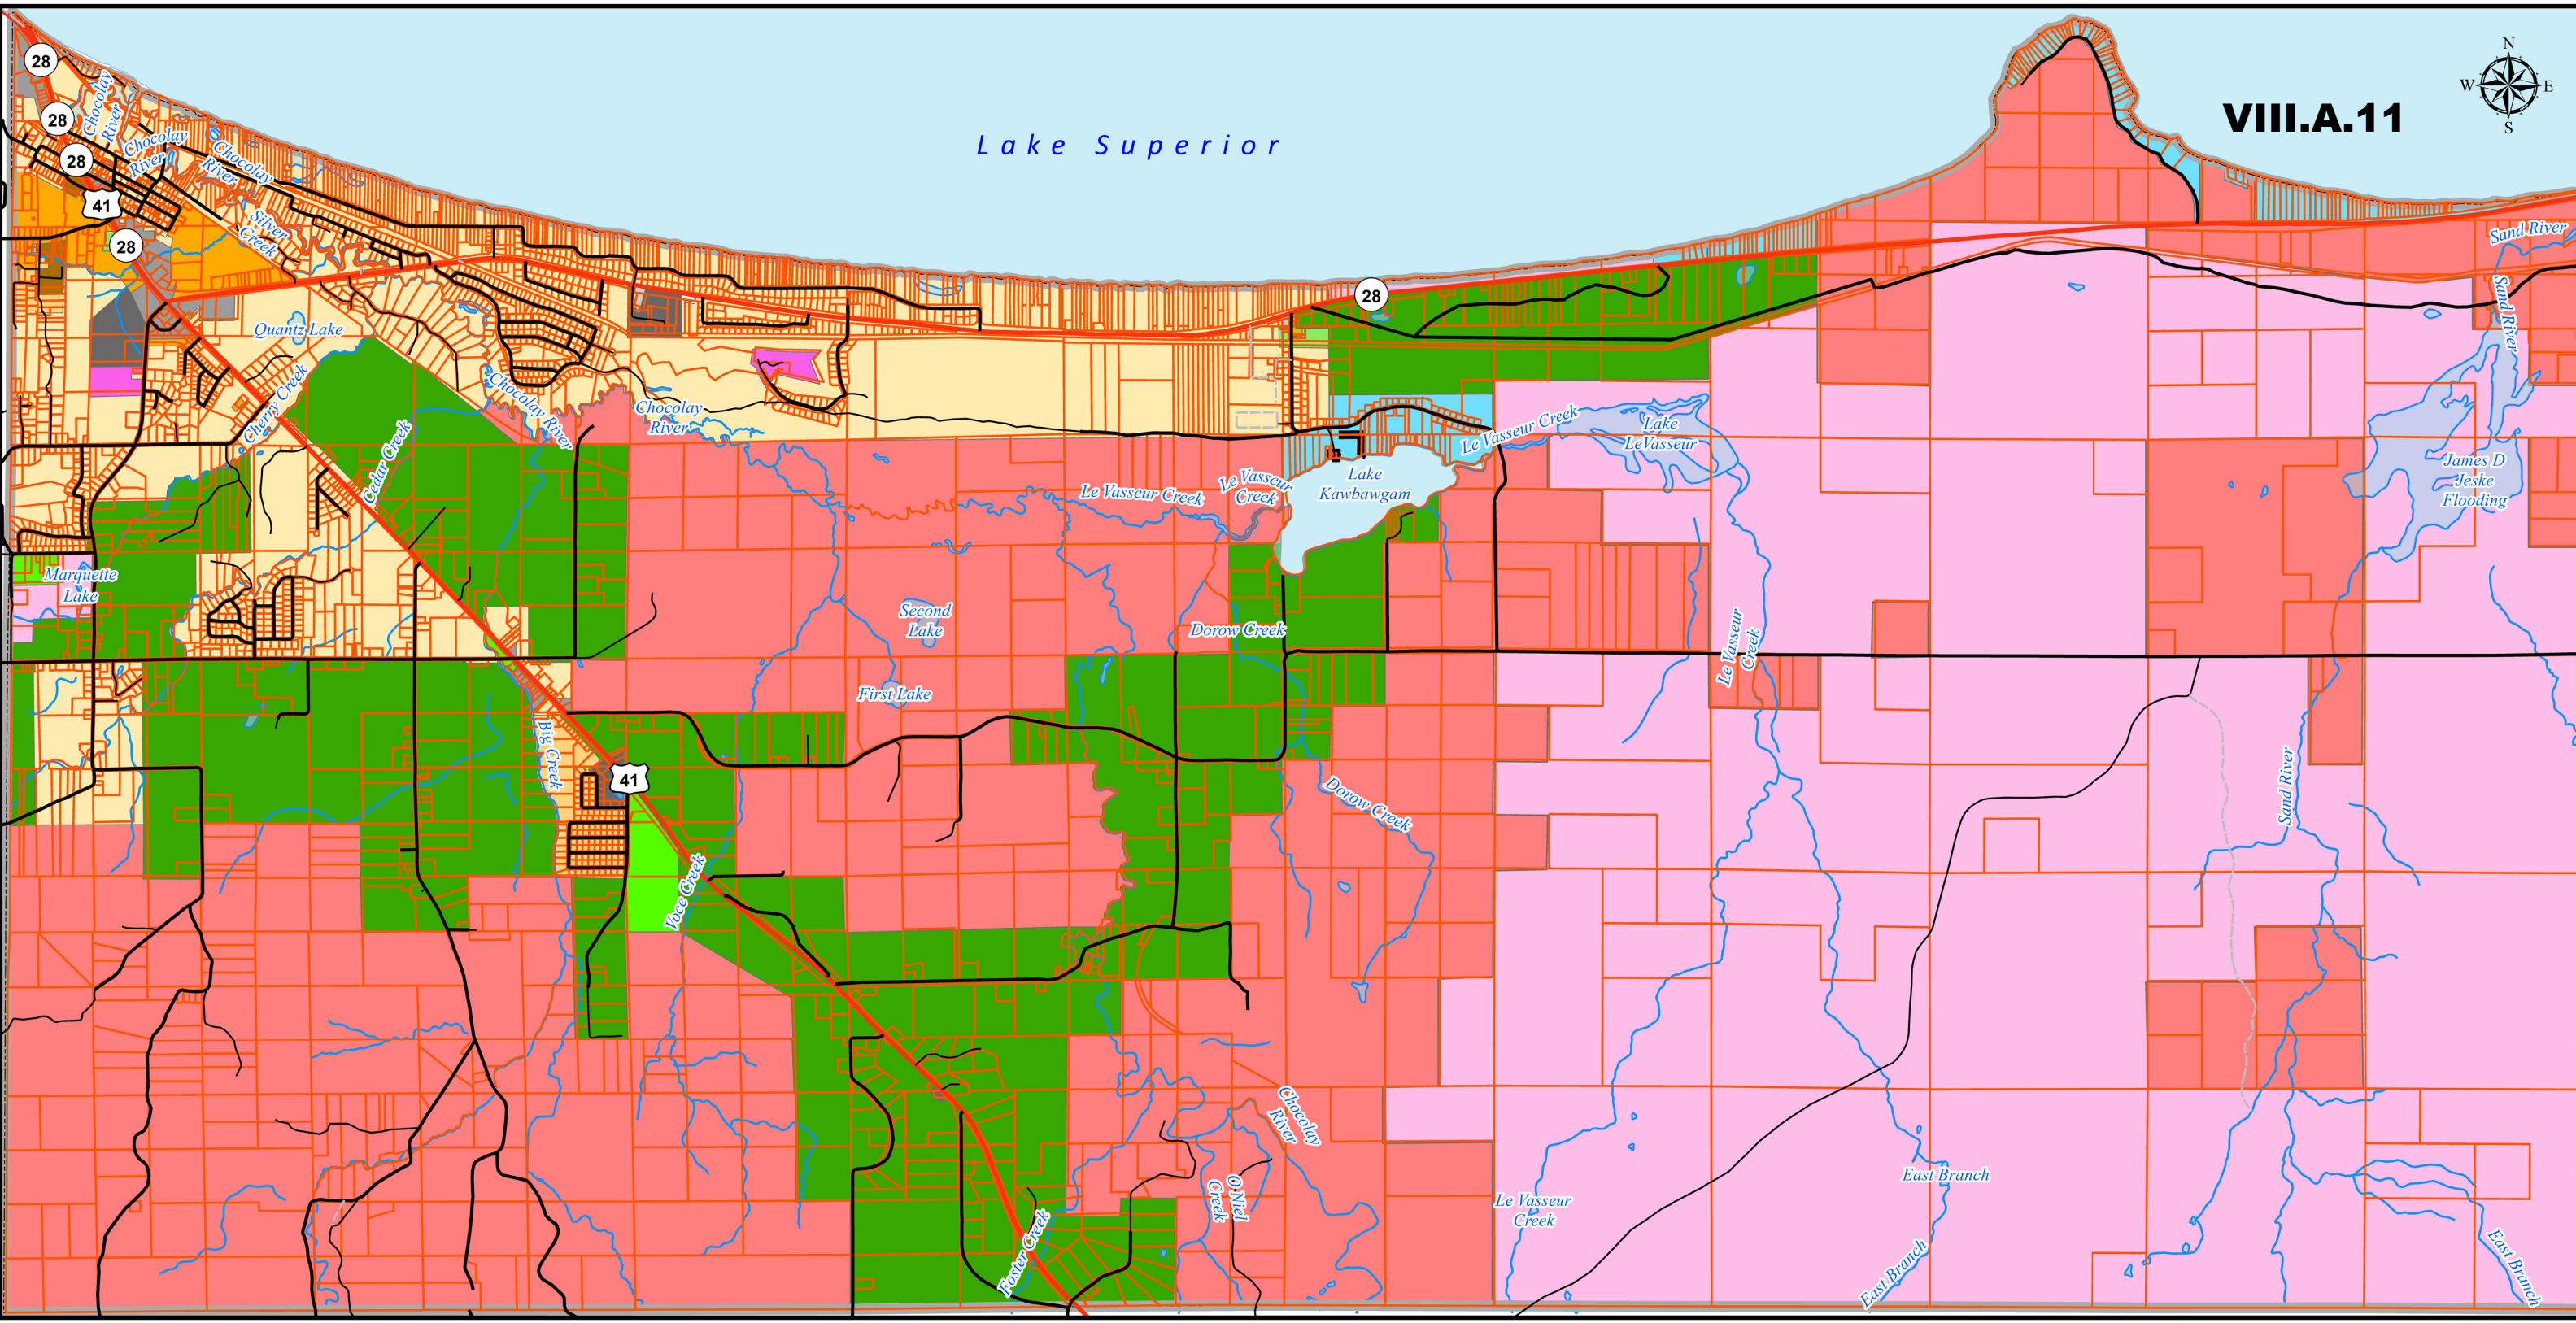 N
W E
S
VIII.A.11
Lake Superior
28
Chocolay
River
28
Chocolay
River
28
Chocolay
River
41
Silver
Creek
28
Sand River
Sand River
28
Quantz Lake
Cherry Creek
Cedar Creek
Chocolay River
Chocolay
River
Le Vasseur Creek
Lake
LeVasseur
Lake
Kawbawgam
Le Vasseur
Creek
Le Vasseur Creek
James D
Jeske
Flooding
Marquette
Lake
Second
Lake
Dorow Creek
Le Vasseur
Creek
First Lake
Big Creek
41
Dorow Creek
Sand River
Voce Creek
Chocolay
River
O Niel
Creek
Foster Creek
Le Vasseur
Creek
East Branch
East Branch
East Branch